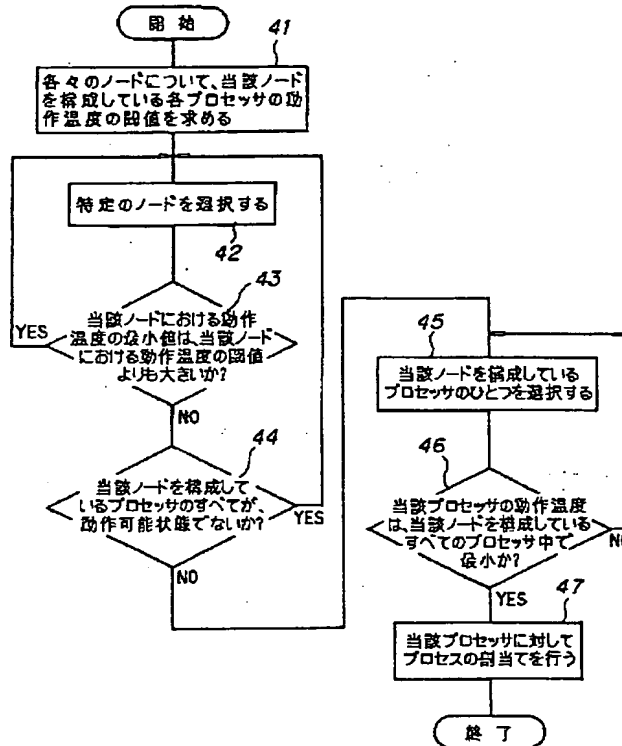 開始
41
各々のノードについて、当該ノード
を構成している各プロセッサの動
作温度の閾値を求める
特定のノードを選択する
42
43
当該ノードにおける動作
温度の最小値は、当該ノード
における動作温度の閾値
よりも大きいか?
YES
NO
44
当該ノードを構成して
いるプロセッサのすべてが、
動作可能状態でないか?
YES
NO
45
当該ノードを構成している
プロセッサのひとつを選択する
46
当該プロセッサの動作温度
は、当該ノードを構成している
すべてのプロセッサ中で
最小か?
NO
YES
47
当該プロセッサに対して
プロセスの割当てを行う
終了